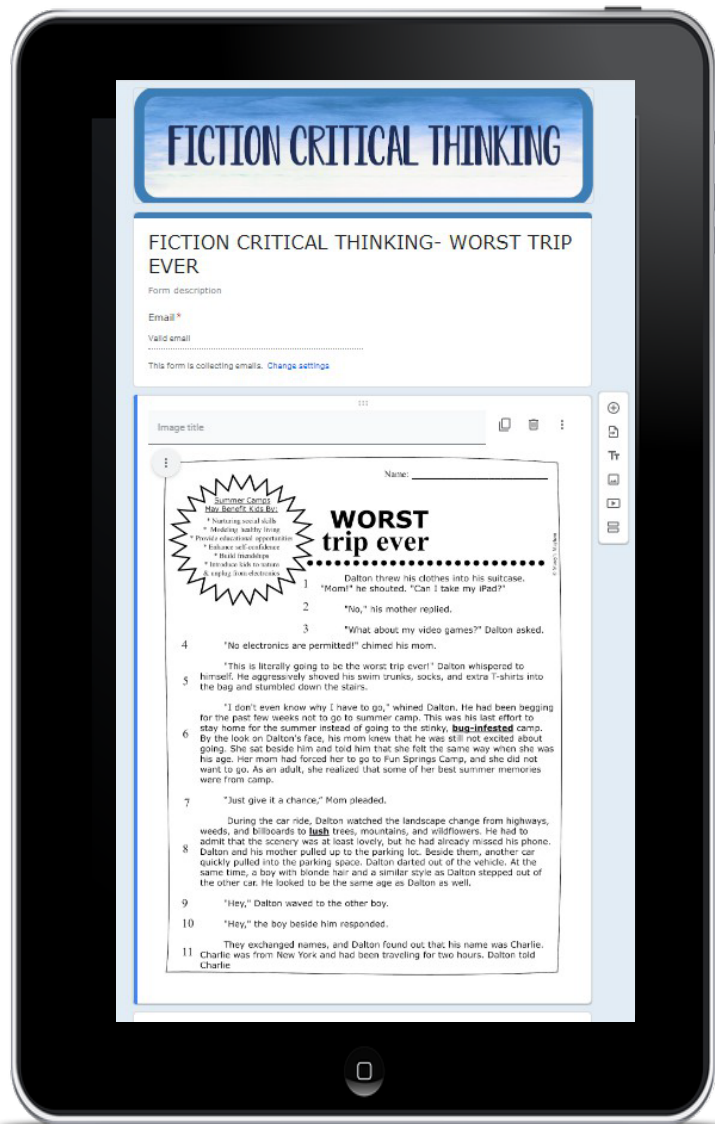 FICTION CRITICAL THINKING
FICTION CRITICAL THINKING- WORST TRIP
EVER
Form description
Email*
Valid email
This form is collecting emails. Change settings
Image title
Name:
Summer Camps
May Benefit Kids By:
* Nurturing social skills
* Modeling healthy living
* Provide educational opportunities
* Enhance self-confidence
* Build friendships
* Introduce kids to nature
& unplug from electronics
WORST
trip ever
1 Dalton threw his clothes into his suitcase.
"Mom!" he shouted. "Can I take my iPad?"
2 "No," his mother replied.
3 "What about my video games?" Dalton asked.
4 "No electronics are permitted!" chimed his mom.
"This is literally going to be the worst trip ever!" Dalton whispered to
5 himself. He aggressively shoved his swim trunks, socks, and extra T-shirts into
the bag and stumbled down the stairs.
"I don't even know why I have to go," whined Dalton. He had been begging
for the past few weeks not to go to summer camp. This was his last effort to
6 stay home for the summer instead of going to the stinky, bug-infested camp.
By the look on Dalton's face, his mom knew that he was still not excited about
going. She sat beside him and told him that she felt the same way when she was
his age. Her mom had forced her to go to Fun Springs Camp, and she did not
want to go. As an adult, she realized that some of her best summer memories
were from camp.
7 "Just give it a chance," Mom pleaded.
During the car ride, Dalton watched the landscape change from highways,
weeds, and billboards to lush trees, mountains, and wildflowers. He had to
admit that the scenery was at least lovely, but he had already missed his phone.
8 Dalton and his mother pulled up to the parking lot. Beside them, another car
quickly pulled into the parking space. Dalton darted out of the vehicle. At the
same time, a boy with blonde hair and a similar style as Dalton stepped out of
the other car. He looked to be the same age as Dalton as well.
9 "Hey," Dalton waved to the other boy.
10 "Hey," the boy beside him responded.
They exchanged names, and Dalton found out that his name was Charlie.
11 Charlie was from New York and had been traveling for two hours. Dalton told
Charlie